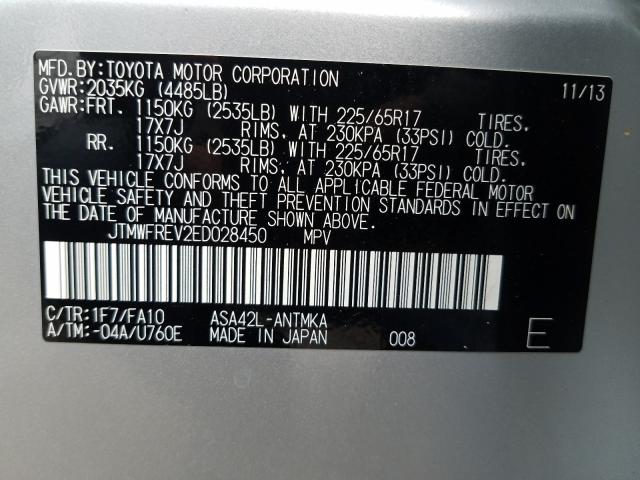 MFD.BY:TOYOTA MOTOR CORPORATION 11/13
GVWR:2035KG (4485LB)
GAWR:FRT. 1150KG (2535LB) WITH 225/65R17 TIRES,
17X7J RIMS, AT 230KPA (33PSI) COLD.
RR. 1150KG (2535LB) WITH 225/65R17 TIRES,
17X7J RIMS, AT 230KPA (33PSI) COLD.
THIS VEHICLE CONFORMS TO ALL APPLICABLE FEDERAL MOTOR
VEHICLE SAFETY AND THEFT PREVENTION STANDARDS IN EFFECT ON
THE DATE OF MANUFACTURE SHOWN ABOVE.
JTMWFREV2ED028450 MPV
C/TR:1F7/FA10 ASA42L-ANTMKA
A/TM:-04A/U760E MADE IN JAPAN 008 E